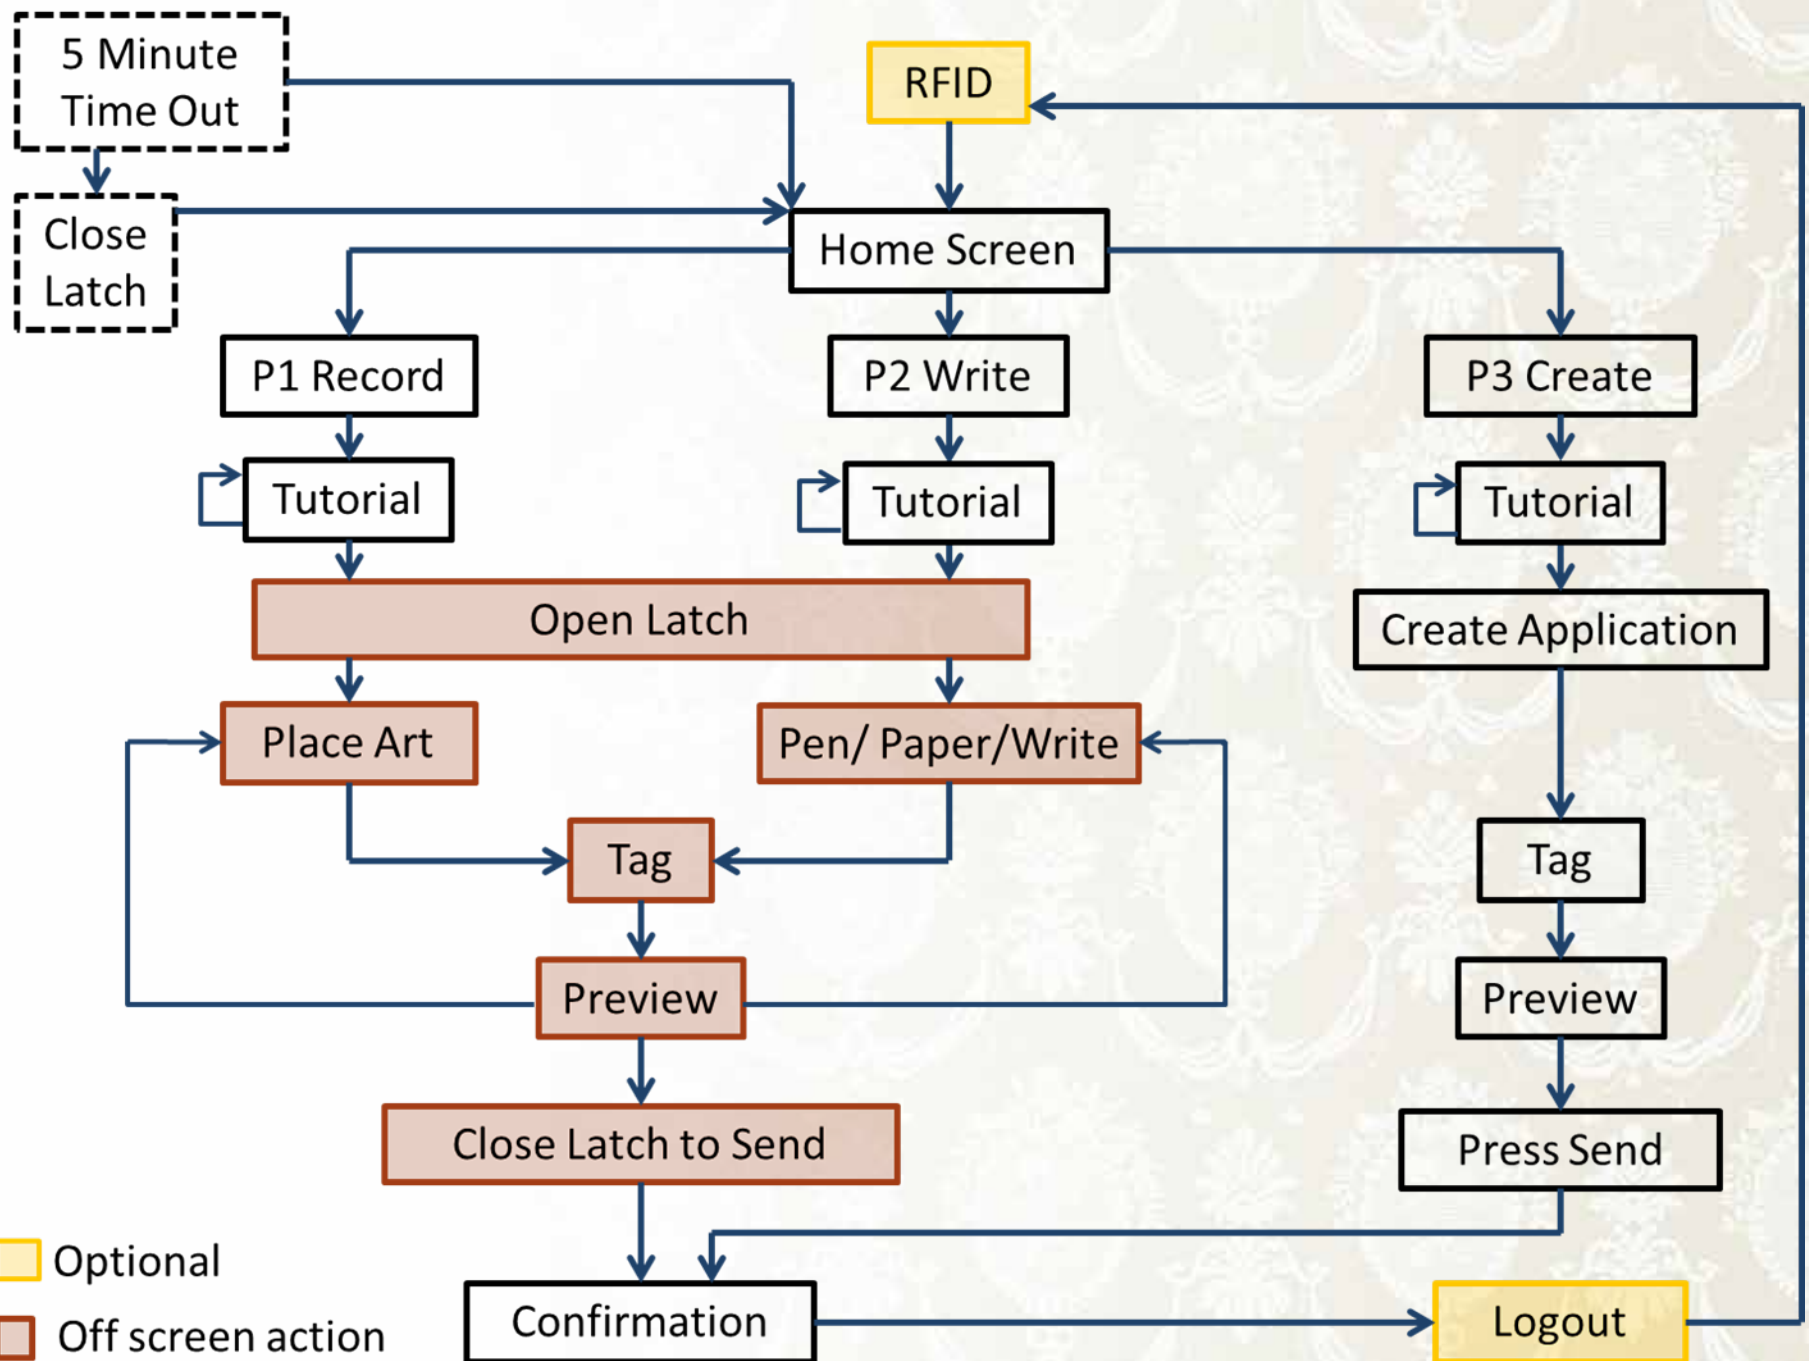 5 Minute
Time Out
RFID
Close
Latch
Home Screen
P1 Record
P2 Write
P3 Create
Tutorial
Tutorial
Tutorial
Open Latch
Create Application
Place Art
Pen/ Paper/Write
Tag
Tag
Preview
Preview
Close Latch to Send
Press Send
Optional
Off screen action
Confirmation
Logout